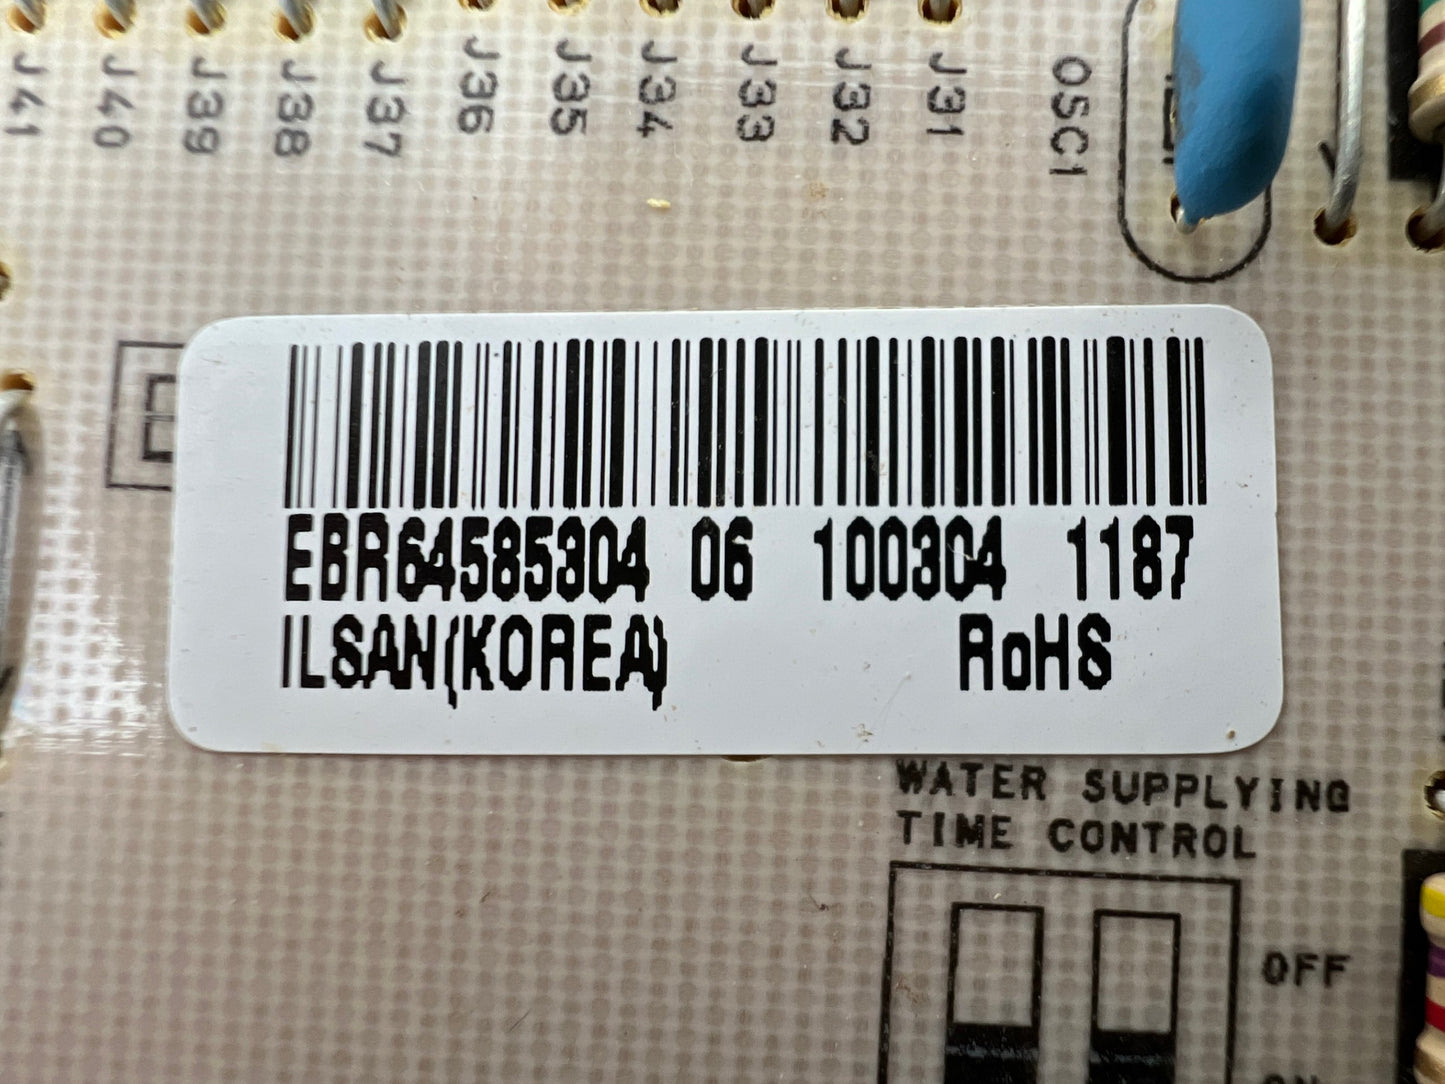 J41 J40 J39 J38 J37 J36 J35 J34 J33 J32 J31 OSC1
EBR64585304 06 100304 1187
ILSAN(KOREA) RoHS
WATER SUPPLYING
TIME CONTROL
OFF